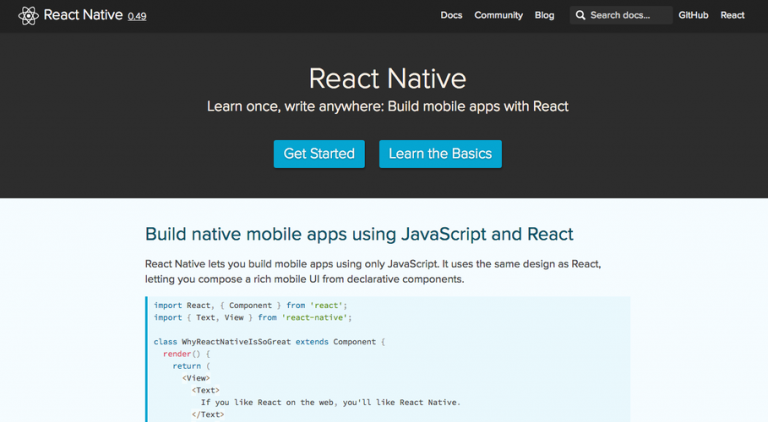 React Native 0.49 Docs Community Blog Search docs... GitHub React
React Native
Learn once, write anywhere: Build mobile apps with React
Get Started Learn the Basics
Build native mobile apps using JavaScript and React
React Native lets you build mobile apps using only JavaScript. It uses the same design as React,
letting you compose a rich mobile UI from declarative components.
import React, { Component } from 'react';
import { Text, View } from 'react-native';
class WhyReactNativeIsSoGreat extends Component {
render() {
return (
<View>
<Text>
If you like React on the web, you'll like React Native.
</Text>